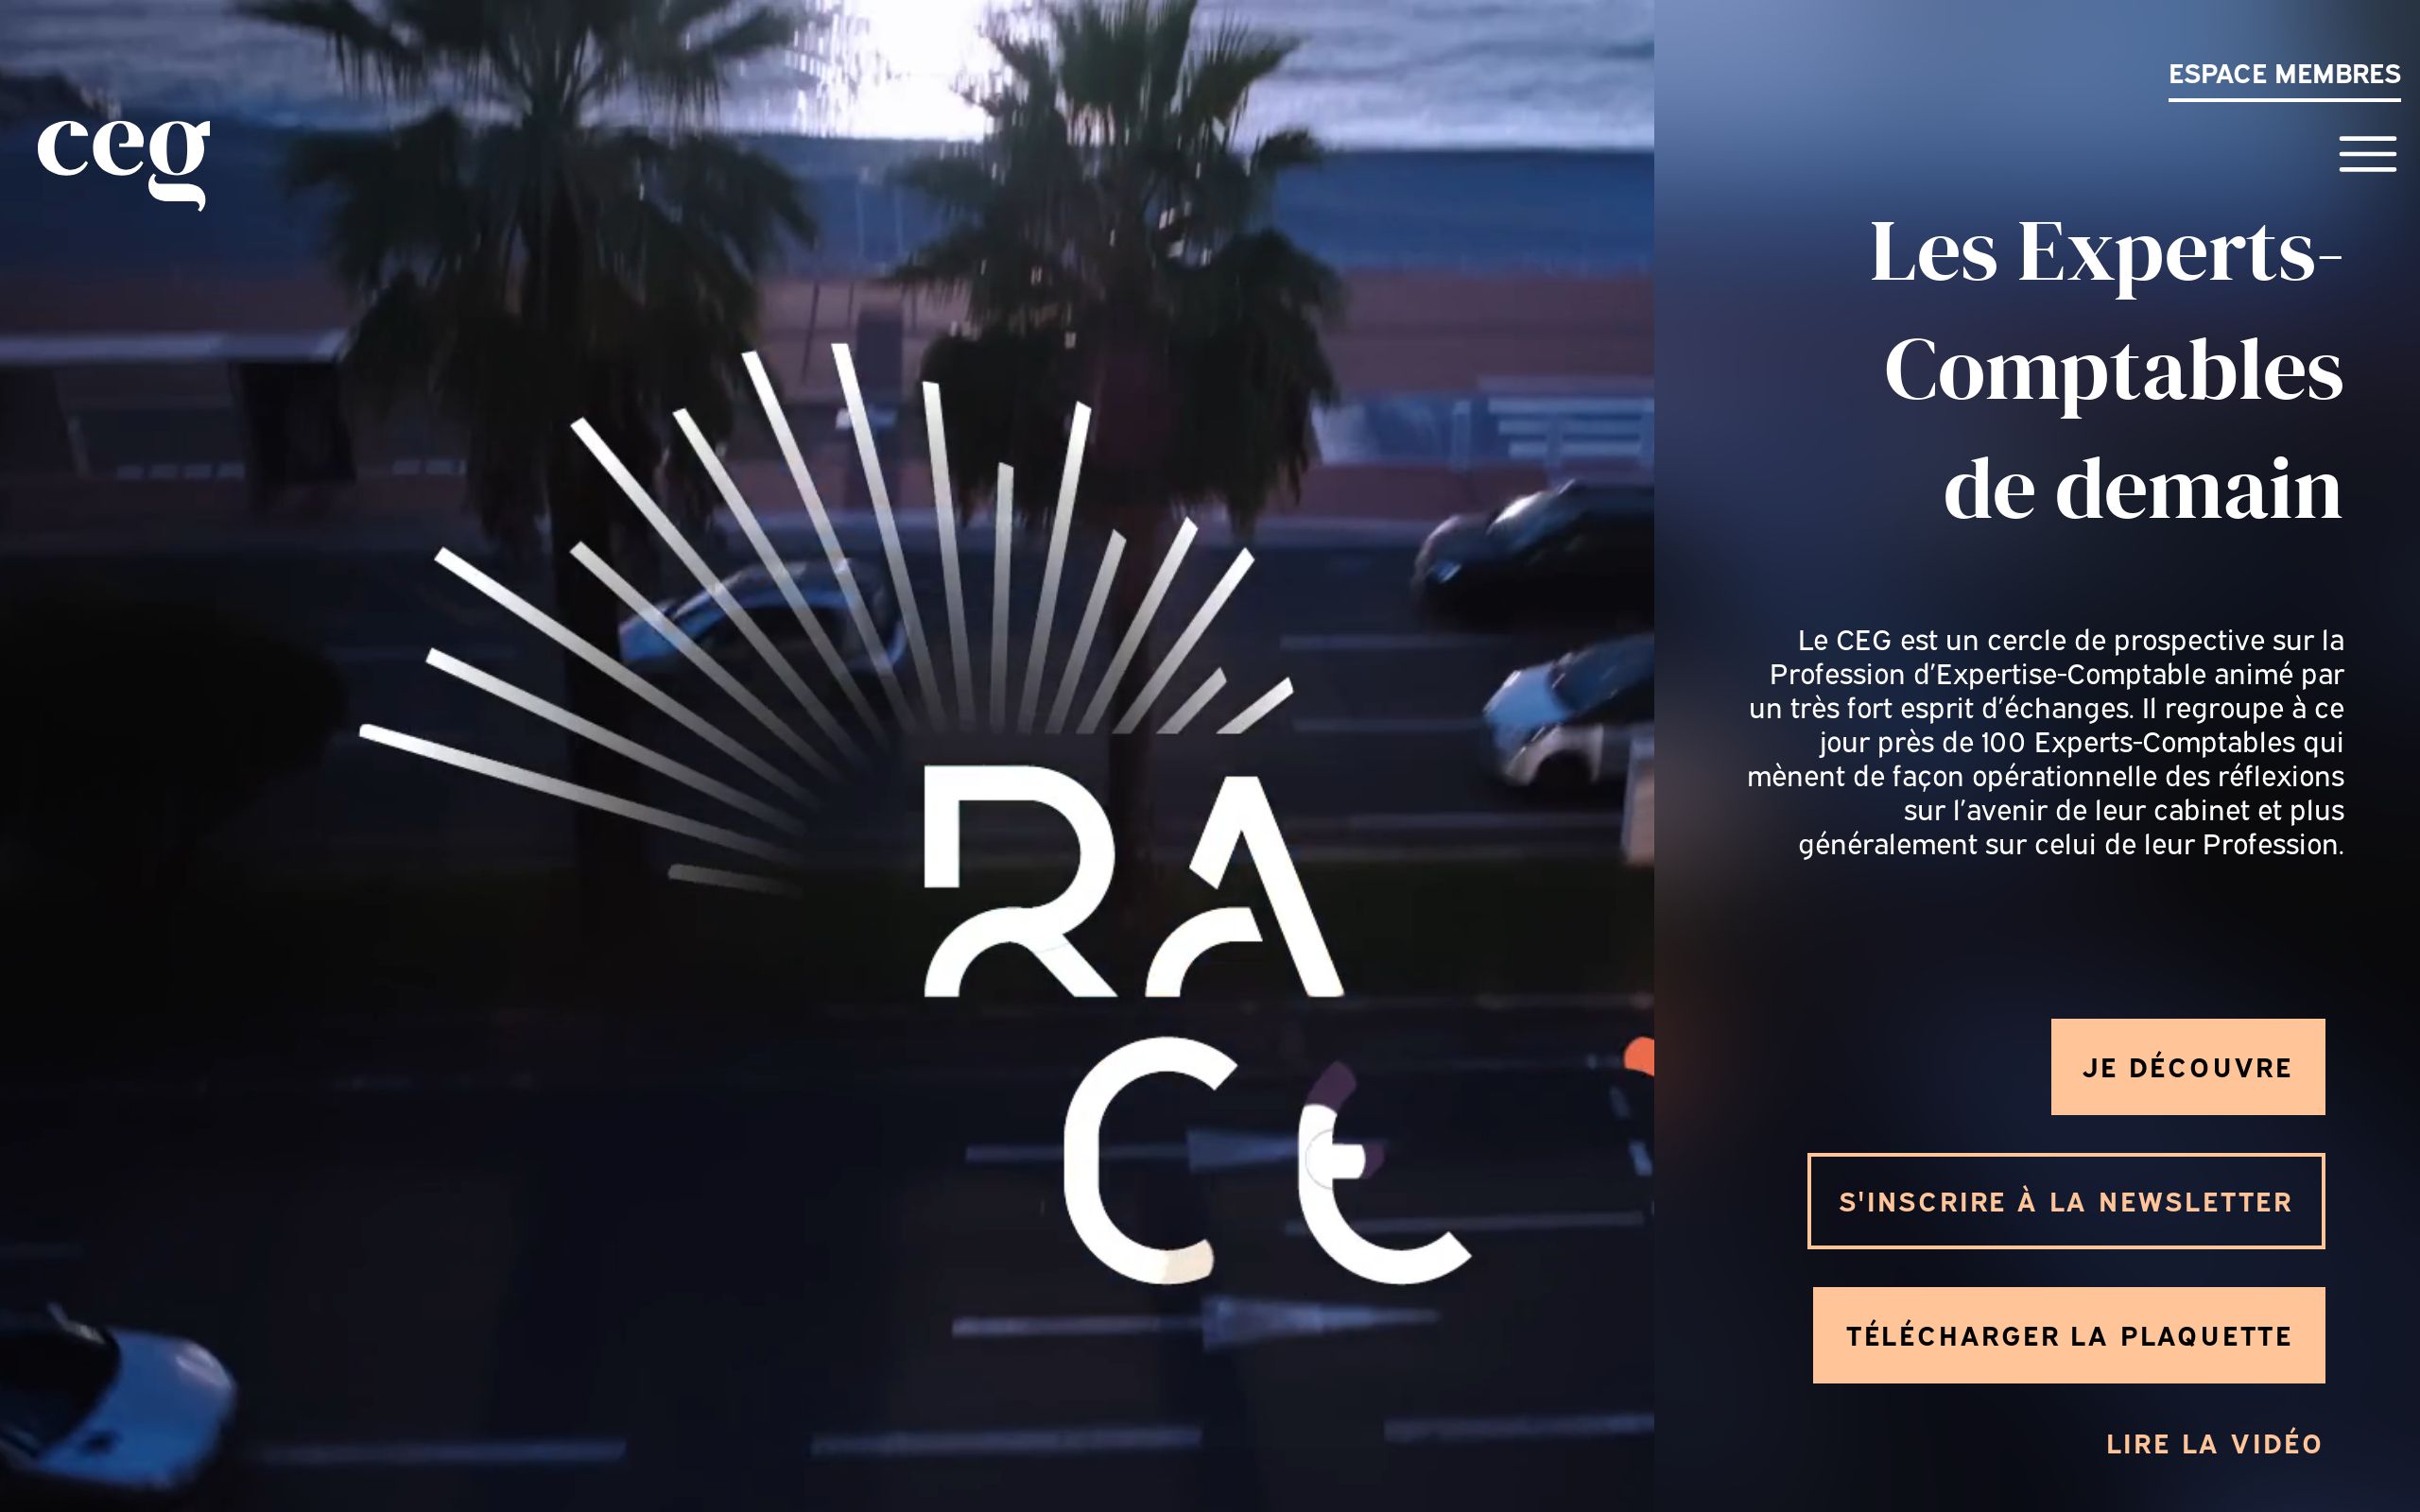 ESPACE MEMBRES
ceg
Les Experts-
Comptables
de demain
Le CEG est un cercle de prospective sur la
Profession d'Expertise-Comptable animé par
un très fort esprit d'échanges. Il regroupe à ce
jour près de 100 Experts-Comptables qui
mènent de façon opérationnelle des réflexions
sur l'avenir de leur cabinet et plus
généralement sur celui de leur Profession.
RA
CE
JE DÉCOUVRE
S'INSCRIRE À LA NEWSLETTER
TÉLÉCHARGER LA PLAQUETTE
LIRE LA VIDÉO